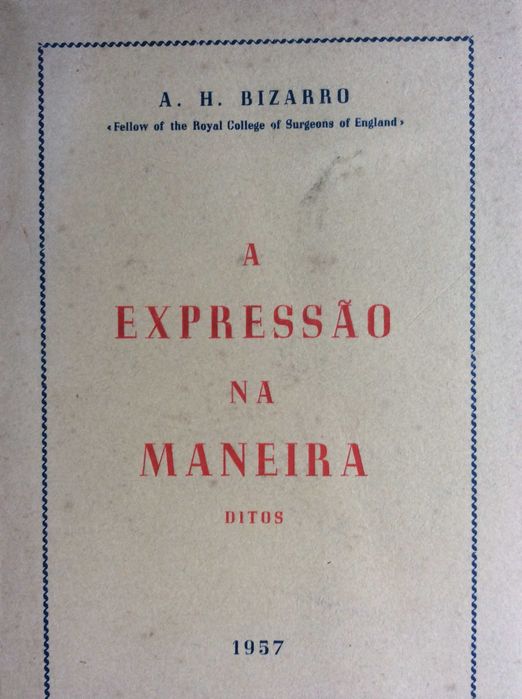 A. H. BIZARRO
‹Fellow of the Royal College of Surgeons of England›
A
EXPRESSÃO
NA
MANEIRA
DITOS
1957